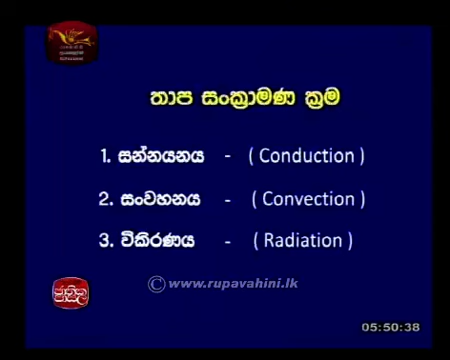 තාප සංක්‍රාමණ ක්‍රම
1. සන්නයනය - ( Conduction )
2. සංවහනය - ( Convection )
3. විකිරණය - ( Radiation )
© www.rupavahini.lk
ජාතික
05:50:38